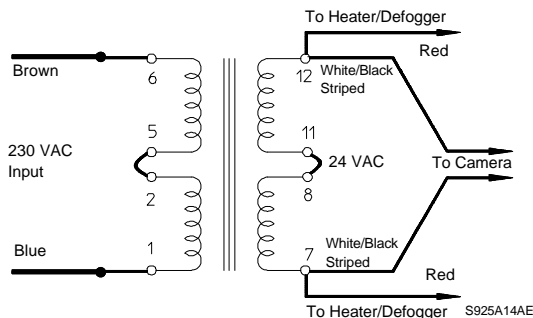 To Heater/Defogger
Red
Brown
6
12
White/Black
Striped
5
11
230 VAC
Input
24 VAC
To Camera
2
8
1
7
White/Black
Striped
Blue
Red
To Heater/Defogger
S925A14AE